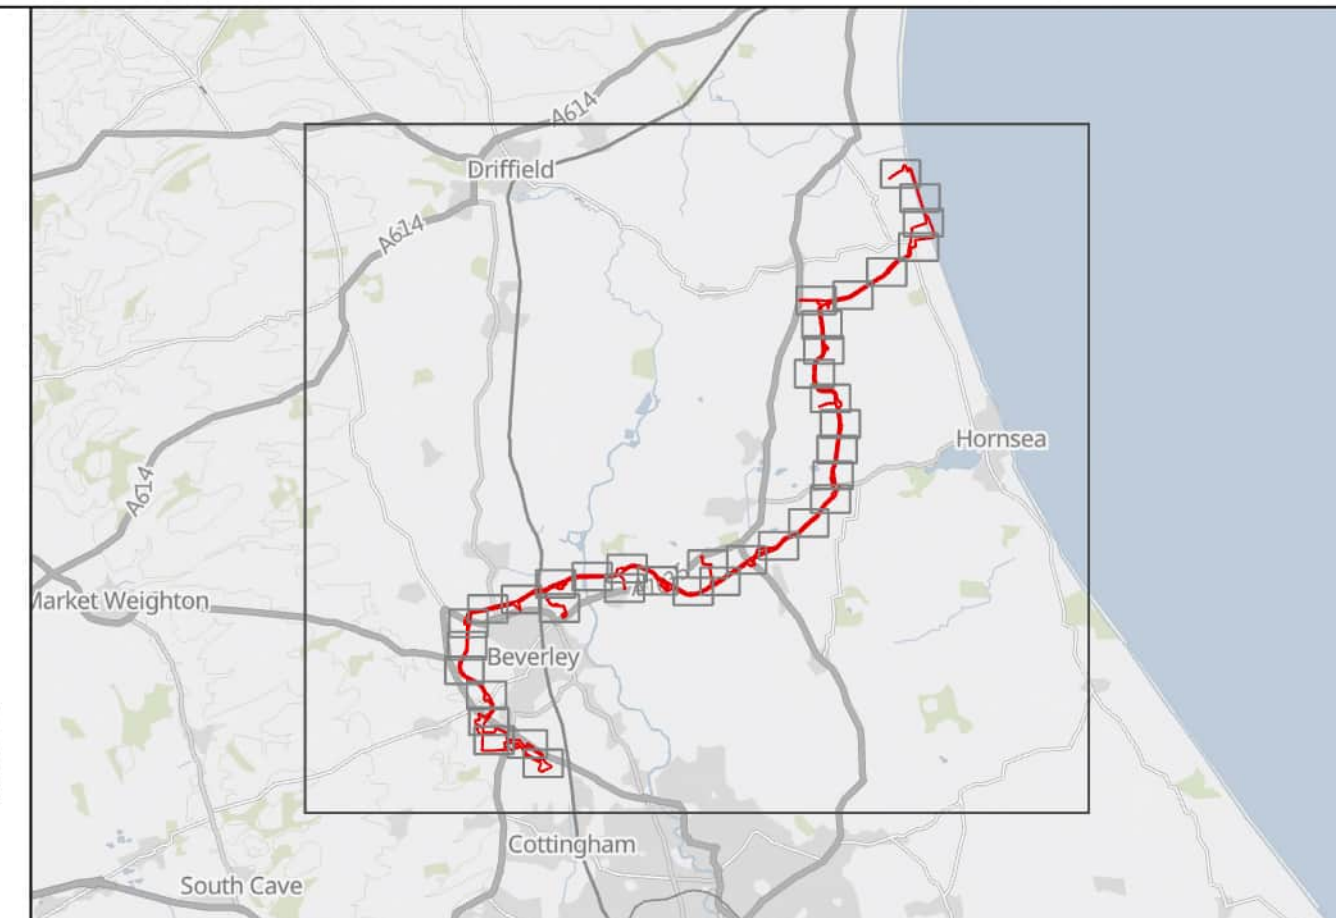 A614
Driffield
A614
Hornsea
A614
Market Weighton
Beverley
Cottingham
South Cave